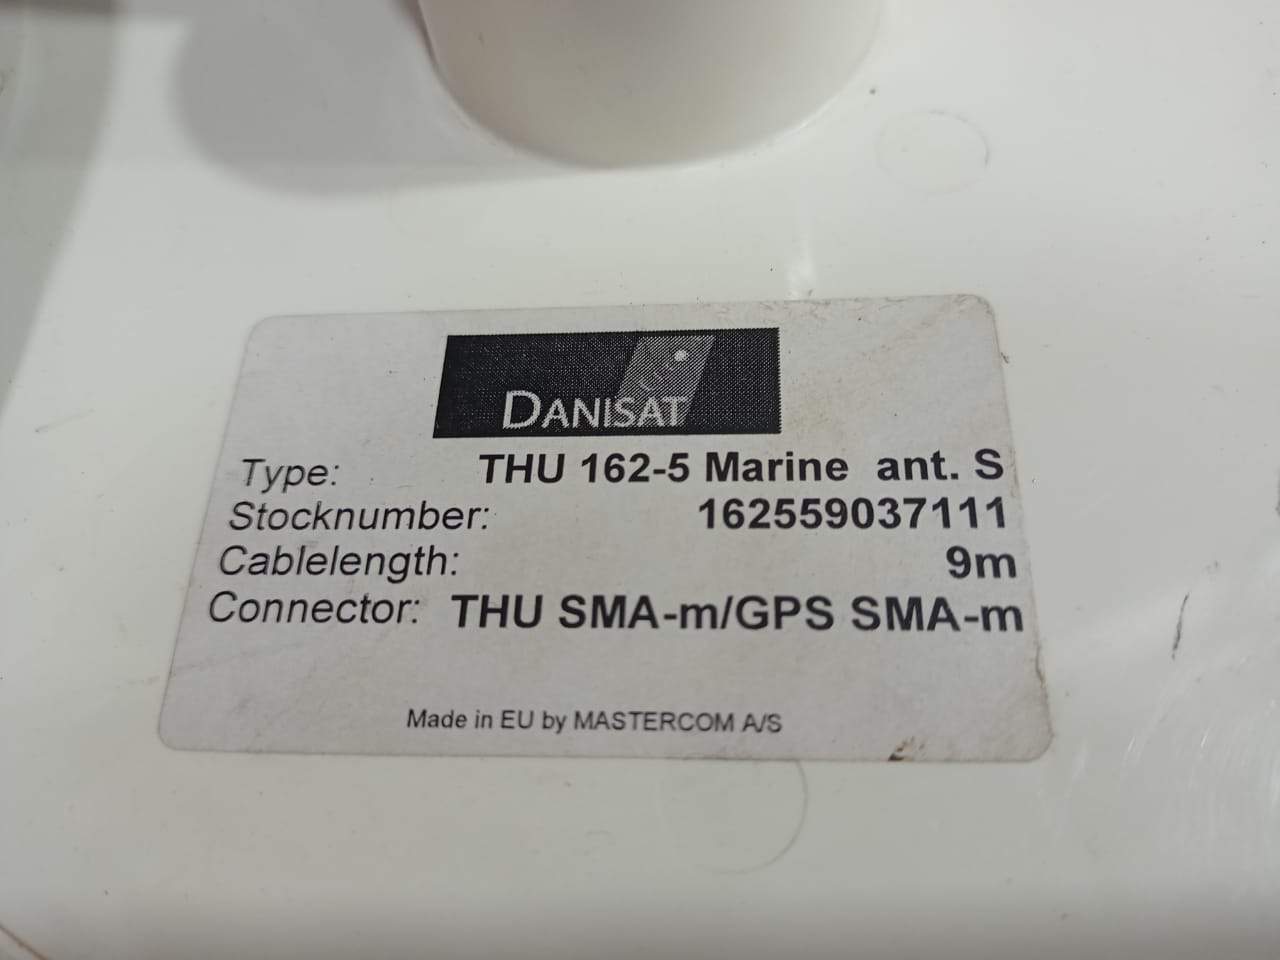 DANISAT
Type: THU 162-5 Marine ant. S
Stocknumber: 162559037111
Cablelength: 9m
Connector: THU SMA-m/GPS SMA-m
Made in EU by MASTERCOM A/S